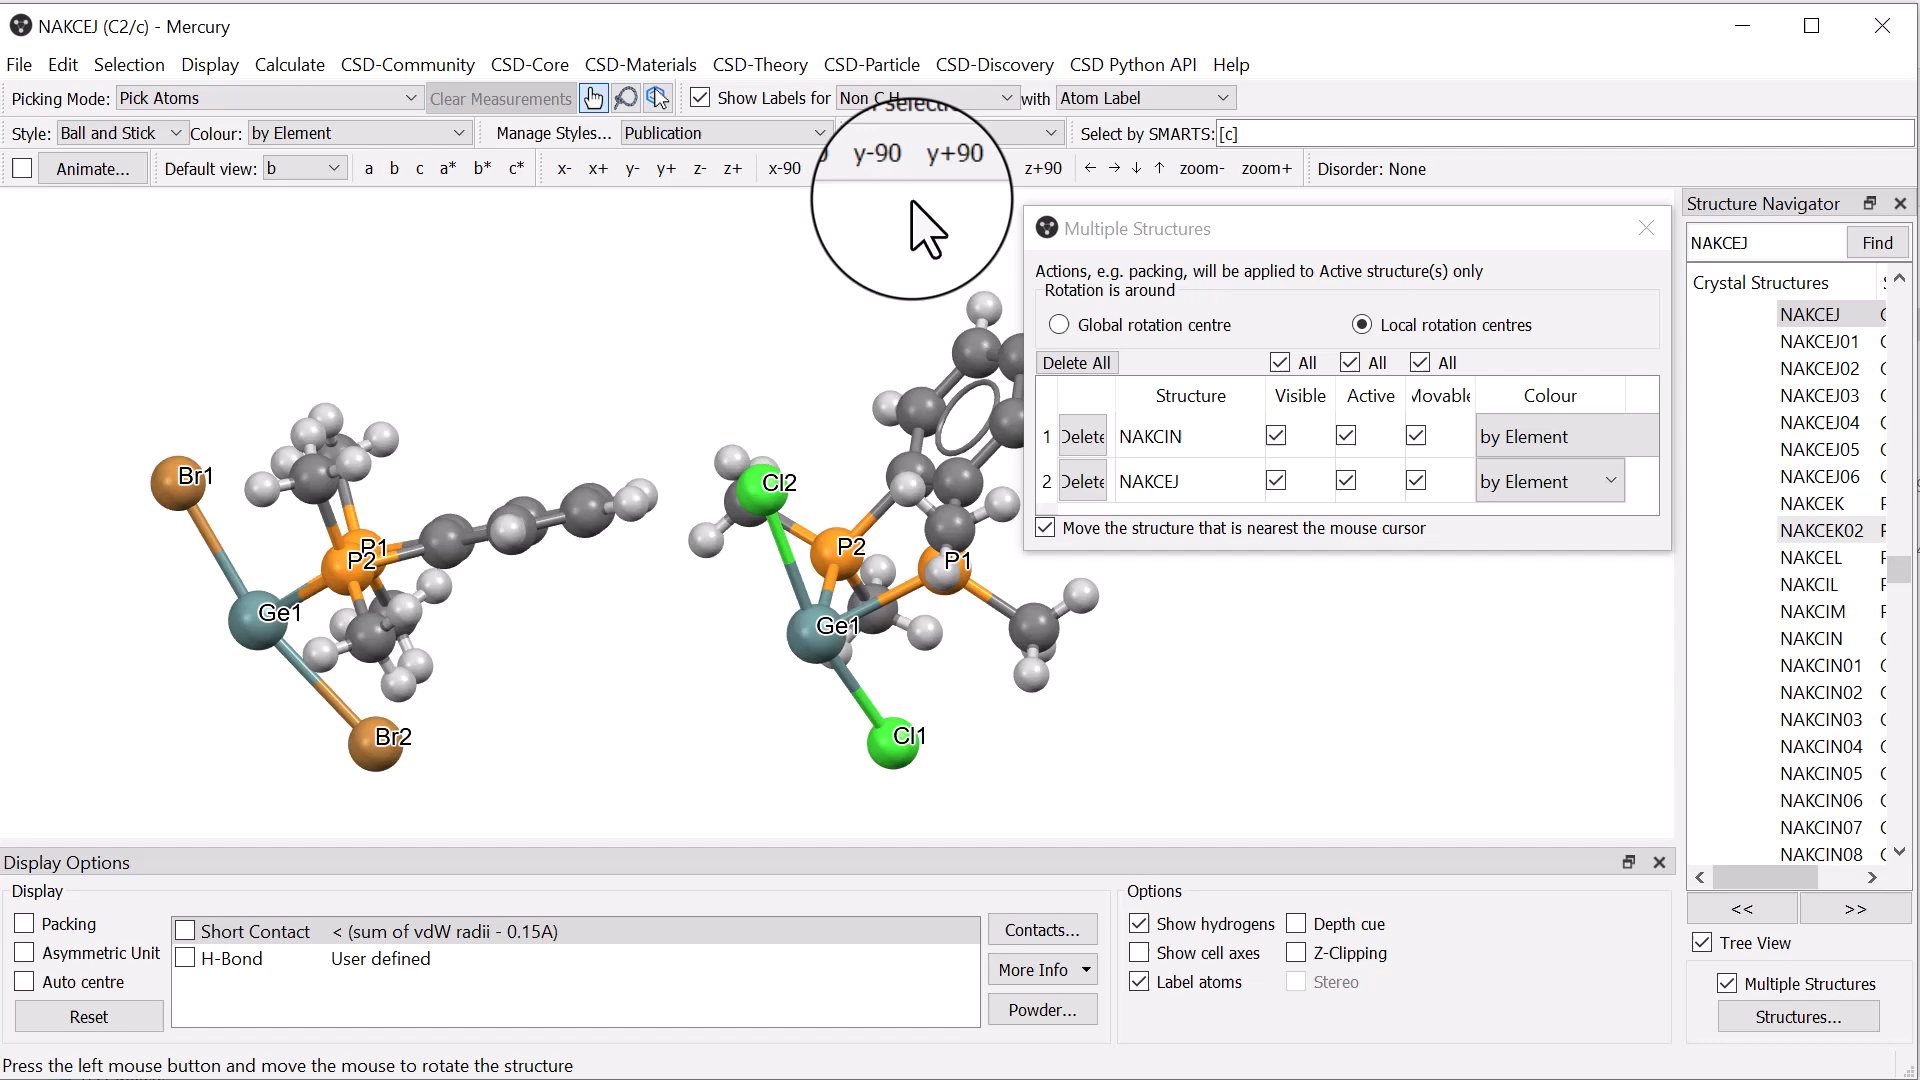 NAKCEJ (C2/c) - Mercury
File Edit Selection Display Calculate CSD-Community CSD-Core CSD-Materials CSD-Theory CSD-Particle CSD-Discovery CSD Python API Help
Picking Mode: Pick Atoms Clear Measurements Show Labels for Non C,H with Atom Label
Style: Ball and Stick Colour: by Element Manage Styles... Publication Select by SMARTS: [c]
Animate... Default view: b a b c a* b* c* x- x+ y- y+ z- z+ x-90 y-90 y+90 z+90 ← → ↓ ↑ zoom- zoom+ Disorder: None
Structure Navigator
NAKCEJ Find
Crystal Structures
NAKCEJ
NAKCEJ01
NAKCEJ02
NAKCEJ03
NAKCEJ04
NAKCEJ05
NAKCEJ06
NAKCEK
NAKCEK02
NAKCEL
NAKCIL
NAKCIM
NAKCIN
NAKCIN01
NAKCIN02
NAKCIN03
NAKCIN04
NAKCIN05
NAKCIN06
NAKCIN07
NAKCIN08
<< >>
Tree View
Multiple Structures
Structures...
Multiple Structures
Actions, e.g. packing, will be applied to Active structure(s) only
Rotation is around
Global rotation centre Local rotation centres
Delete All All All All
Structure Visible Active Movable Colour
1 Delete NAKCIN by Element
2 Delete NAKCEJ by Element
Move the structure that is nearest the mouse cursor
Br1
P1
P2
Ge1
Br2
Cl2
P2
P1
Ge1
Cl1
Display Options
Display
Packing
Asymmetric Unit
Auto centre
Reset
Short Contact < (sum of vdW radii - 0.15A)
H-Bond User defined
Contacts...
More Info
Powder...
Options
Show hydrogens Depth cue
Show cell axes Z-Clipping
Label atoms Stereo
Press the left mouse button and move the mouse to rotate the structure